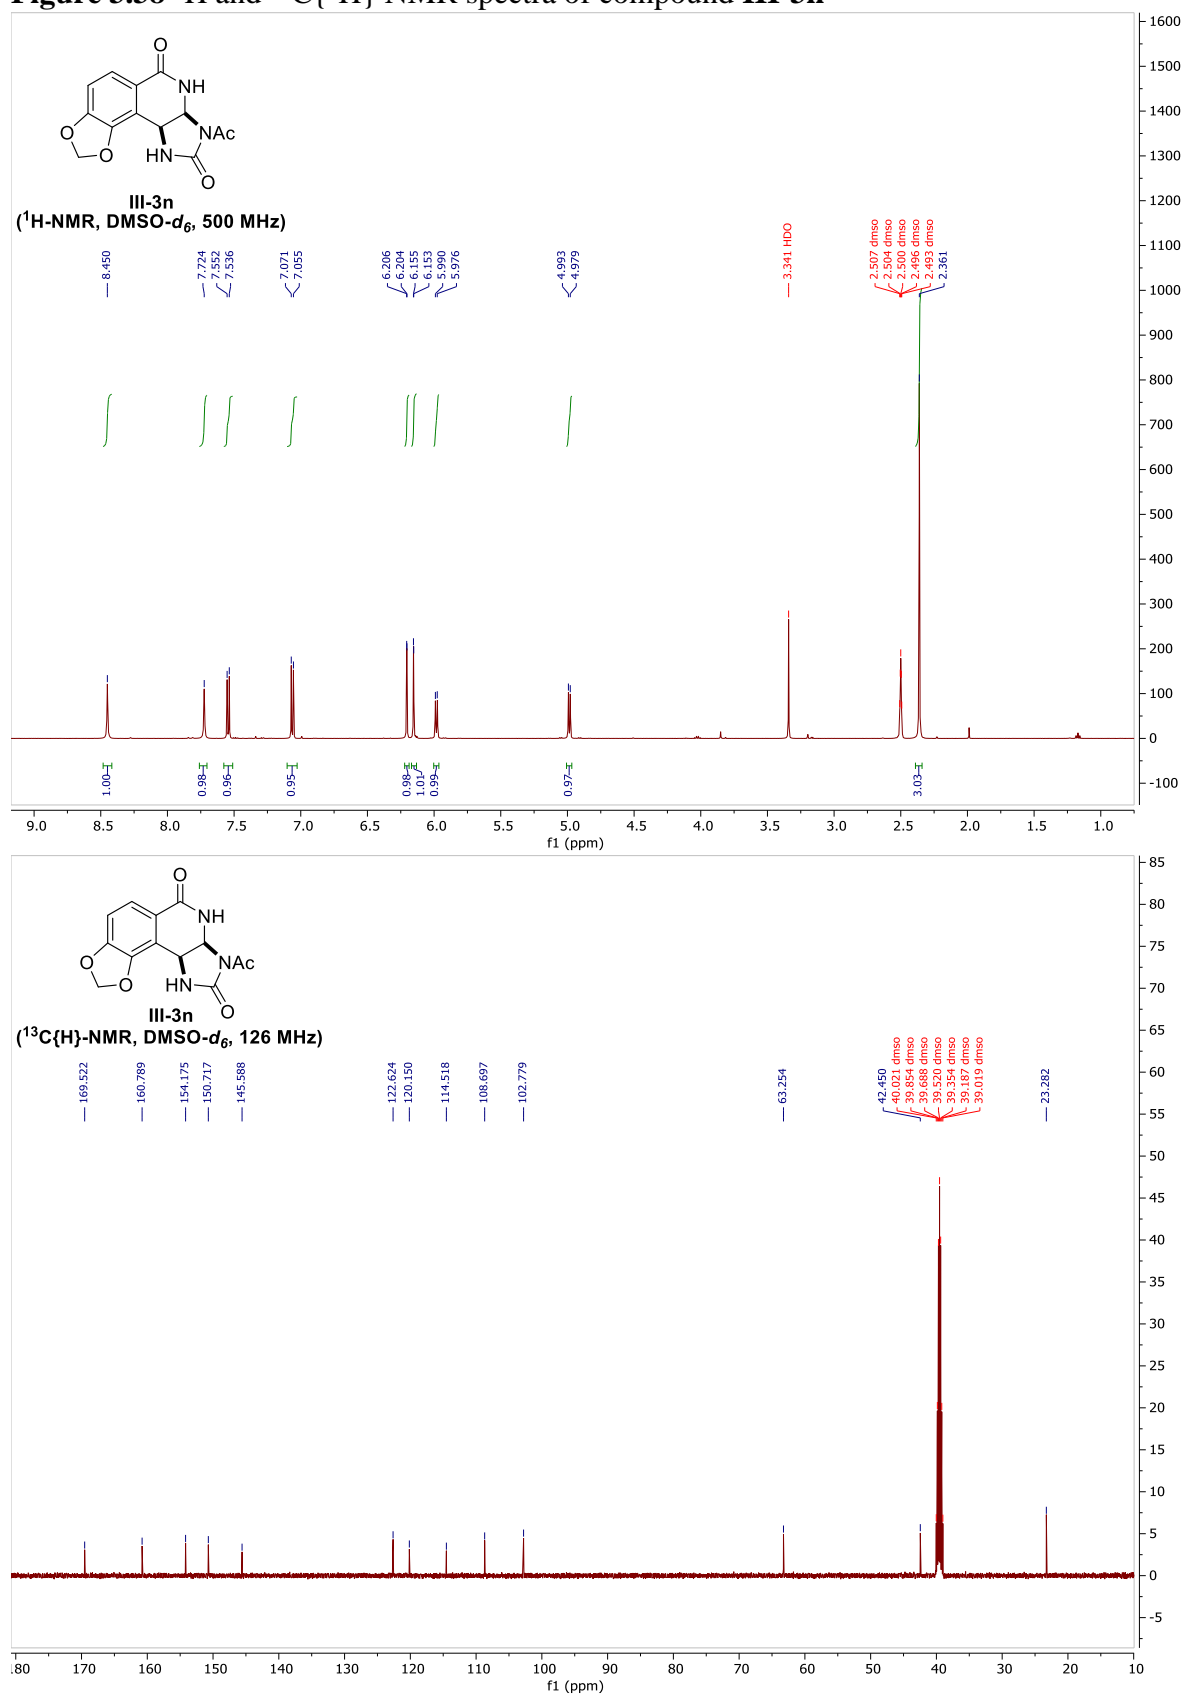 Figure 3.38 ¹H and ¹³C{¹H}-NMR spectra of compound III-3n
O
NH
O
O
NAc
HN
O
III-3n
(¹H-NMR, DMSO-d₆, 500 MHz)
8.450
7.724
7.552
7.536
7.071
7.055
6.206
6.204
6.155
6.153
5.990
5.976
4.993
4.979
3.341 HDO
2.507 dmso
2.504 dmso
2.500 dmso
2.496 dmso
2.493 dmso
2.361
1600
1500
1400
1300
1200
1100
1000
900
800
700
600
500
400
300
200
100
0
-100
1.00
0.98
0.96
0.95
0.98
1.01
0.99
0.97
3.03
9.0 8.5 8.0 7.5 7.0 6.5 6.0 5.5 5.0 4.5 4.0 3.5 3.0 2.5 2.0 1.5 1.0
f1 (ppm)
O
NH
O
O
NAc
HN
O
III-3n
(¹³C{H}-NMR, DMSO-d₆, 126 MHz)
169.522
160.789
154.175
150.717
145.588
122.624
120.150
114.518
108.697
102.779
63.254
42.450
40.021 dmso
39.854 dmso
39.688 dmso
39.520 dmso
39.354 dmso
39.187 dmso
39.019 dmso
23.282
85
80
75
70
65
60
55
50
45
40
35
30
25
20
15
10
5
0
-5
180 170 160 150 140 130 120 110 100 90 80 70 60 50 40 30 20 10
f1 (ppm)